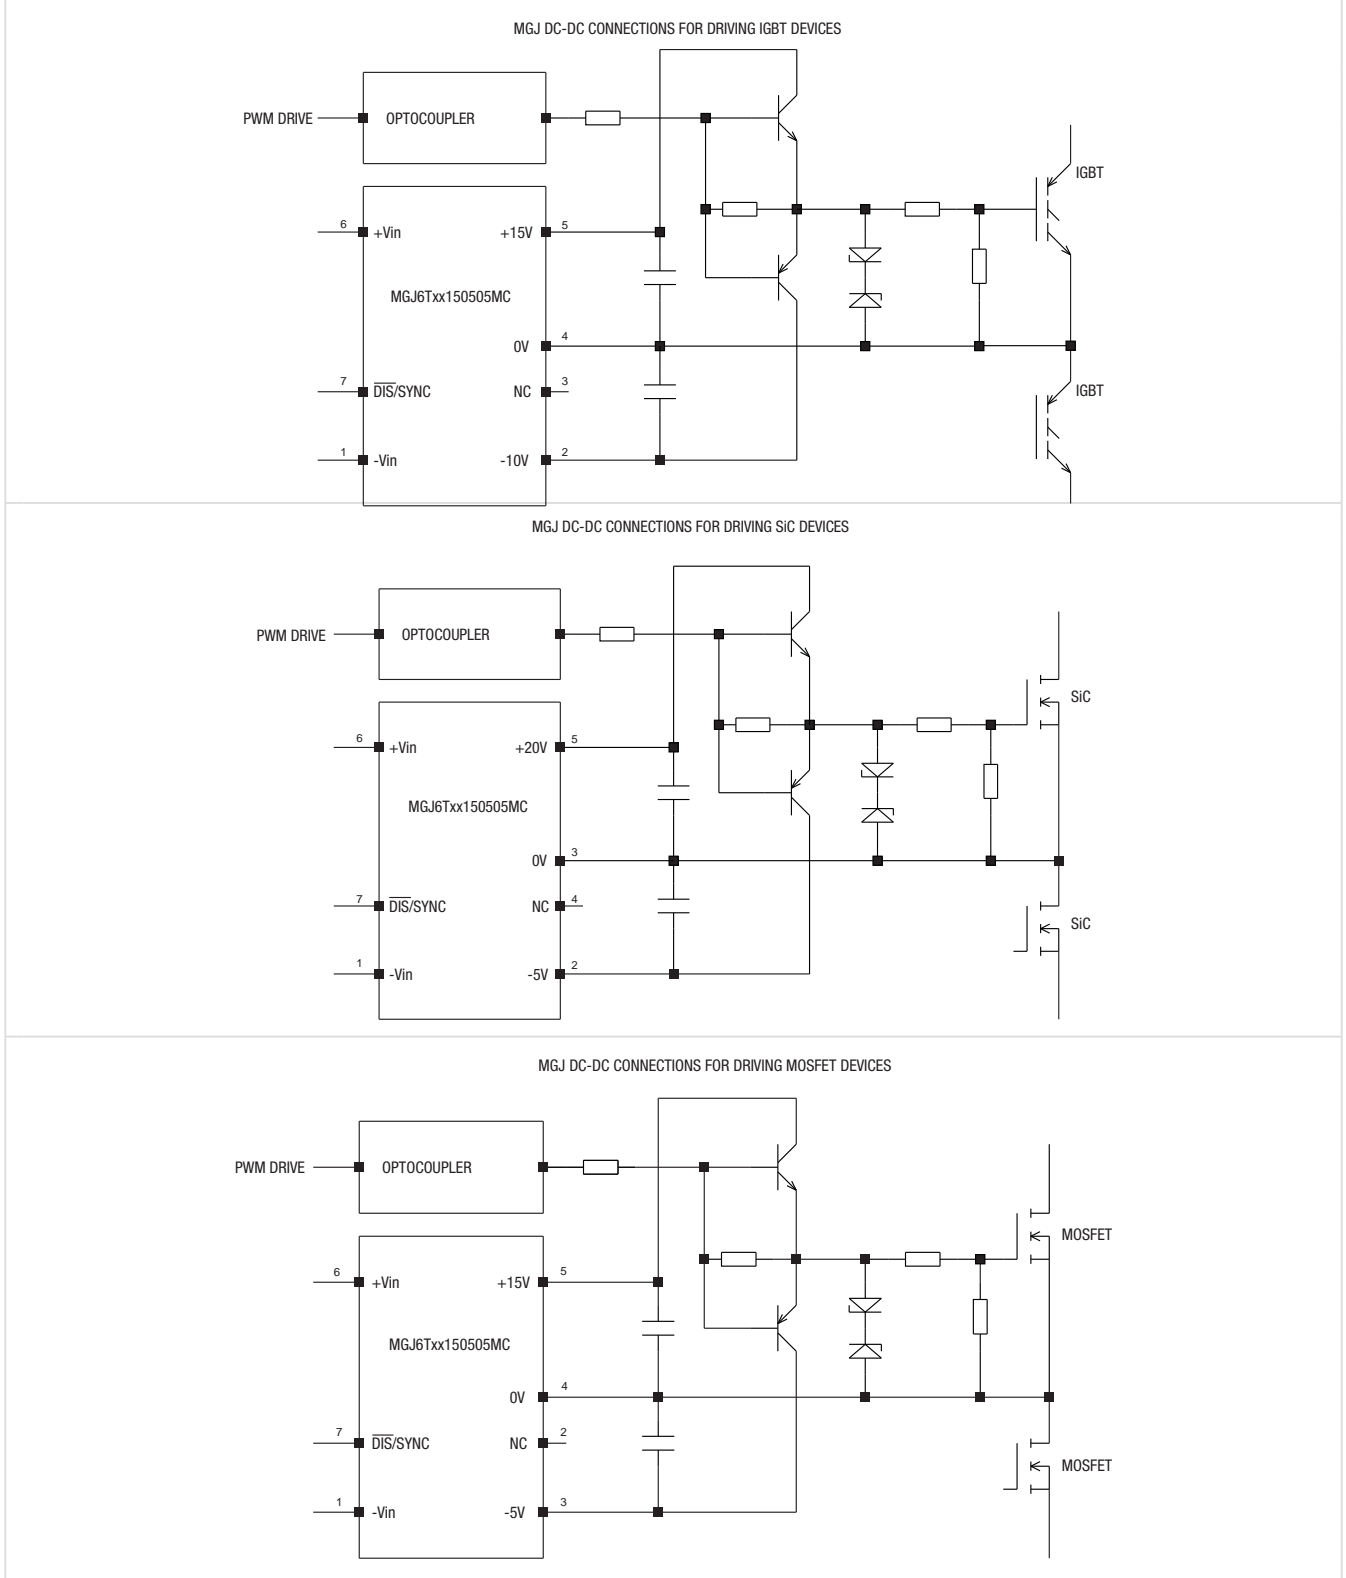 MGJ DC-DC CONNECTIONS FOR DRIVING IGBT DEVICES
PWM DRIVE
OPTOCOUPLER
IGBT
6
+Vin
+15V
5
MGJ6Txx150505MC
0V
4
7
DIS/SYNC
NC
3
IGBT
1
-Vin
-10V
2
MGJ DC-DC CONNECTIONS FOR DRIVING SiC DEVICES
PWM DRIVE
OPTOCOUPLER
SiC
6
+Vin
+20V
5
MGJ6Txx150505MC
0V
3
7
DIS/SYNC
NC
4
SiC
1
-Vin
-5V
2
MGJ DC-DC CONNECTIONS FOR DRIVING MOSFET DEVICES
PWM DRIVE
OPTOCOUPLER
MOSFET
6
+Vin
+15V
5
MGJ6Txx150505MC
0V
4
7
DIS/SYNC
NC
2
MOSFET
1
-Vin
-5V
3